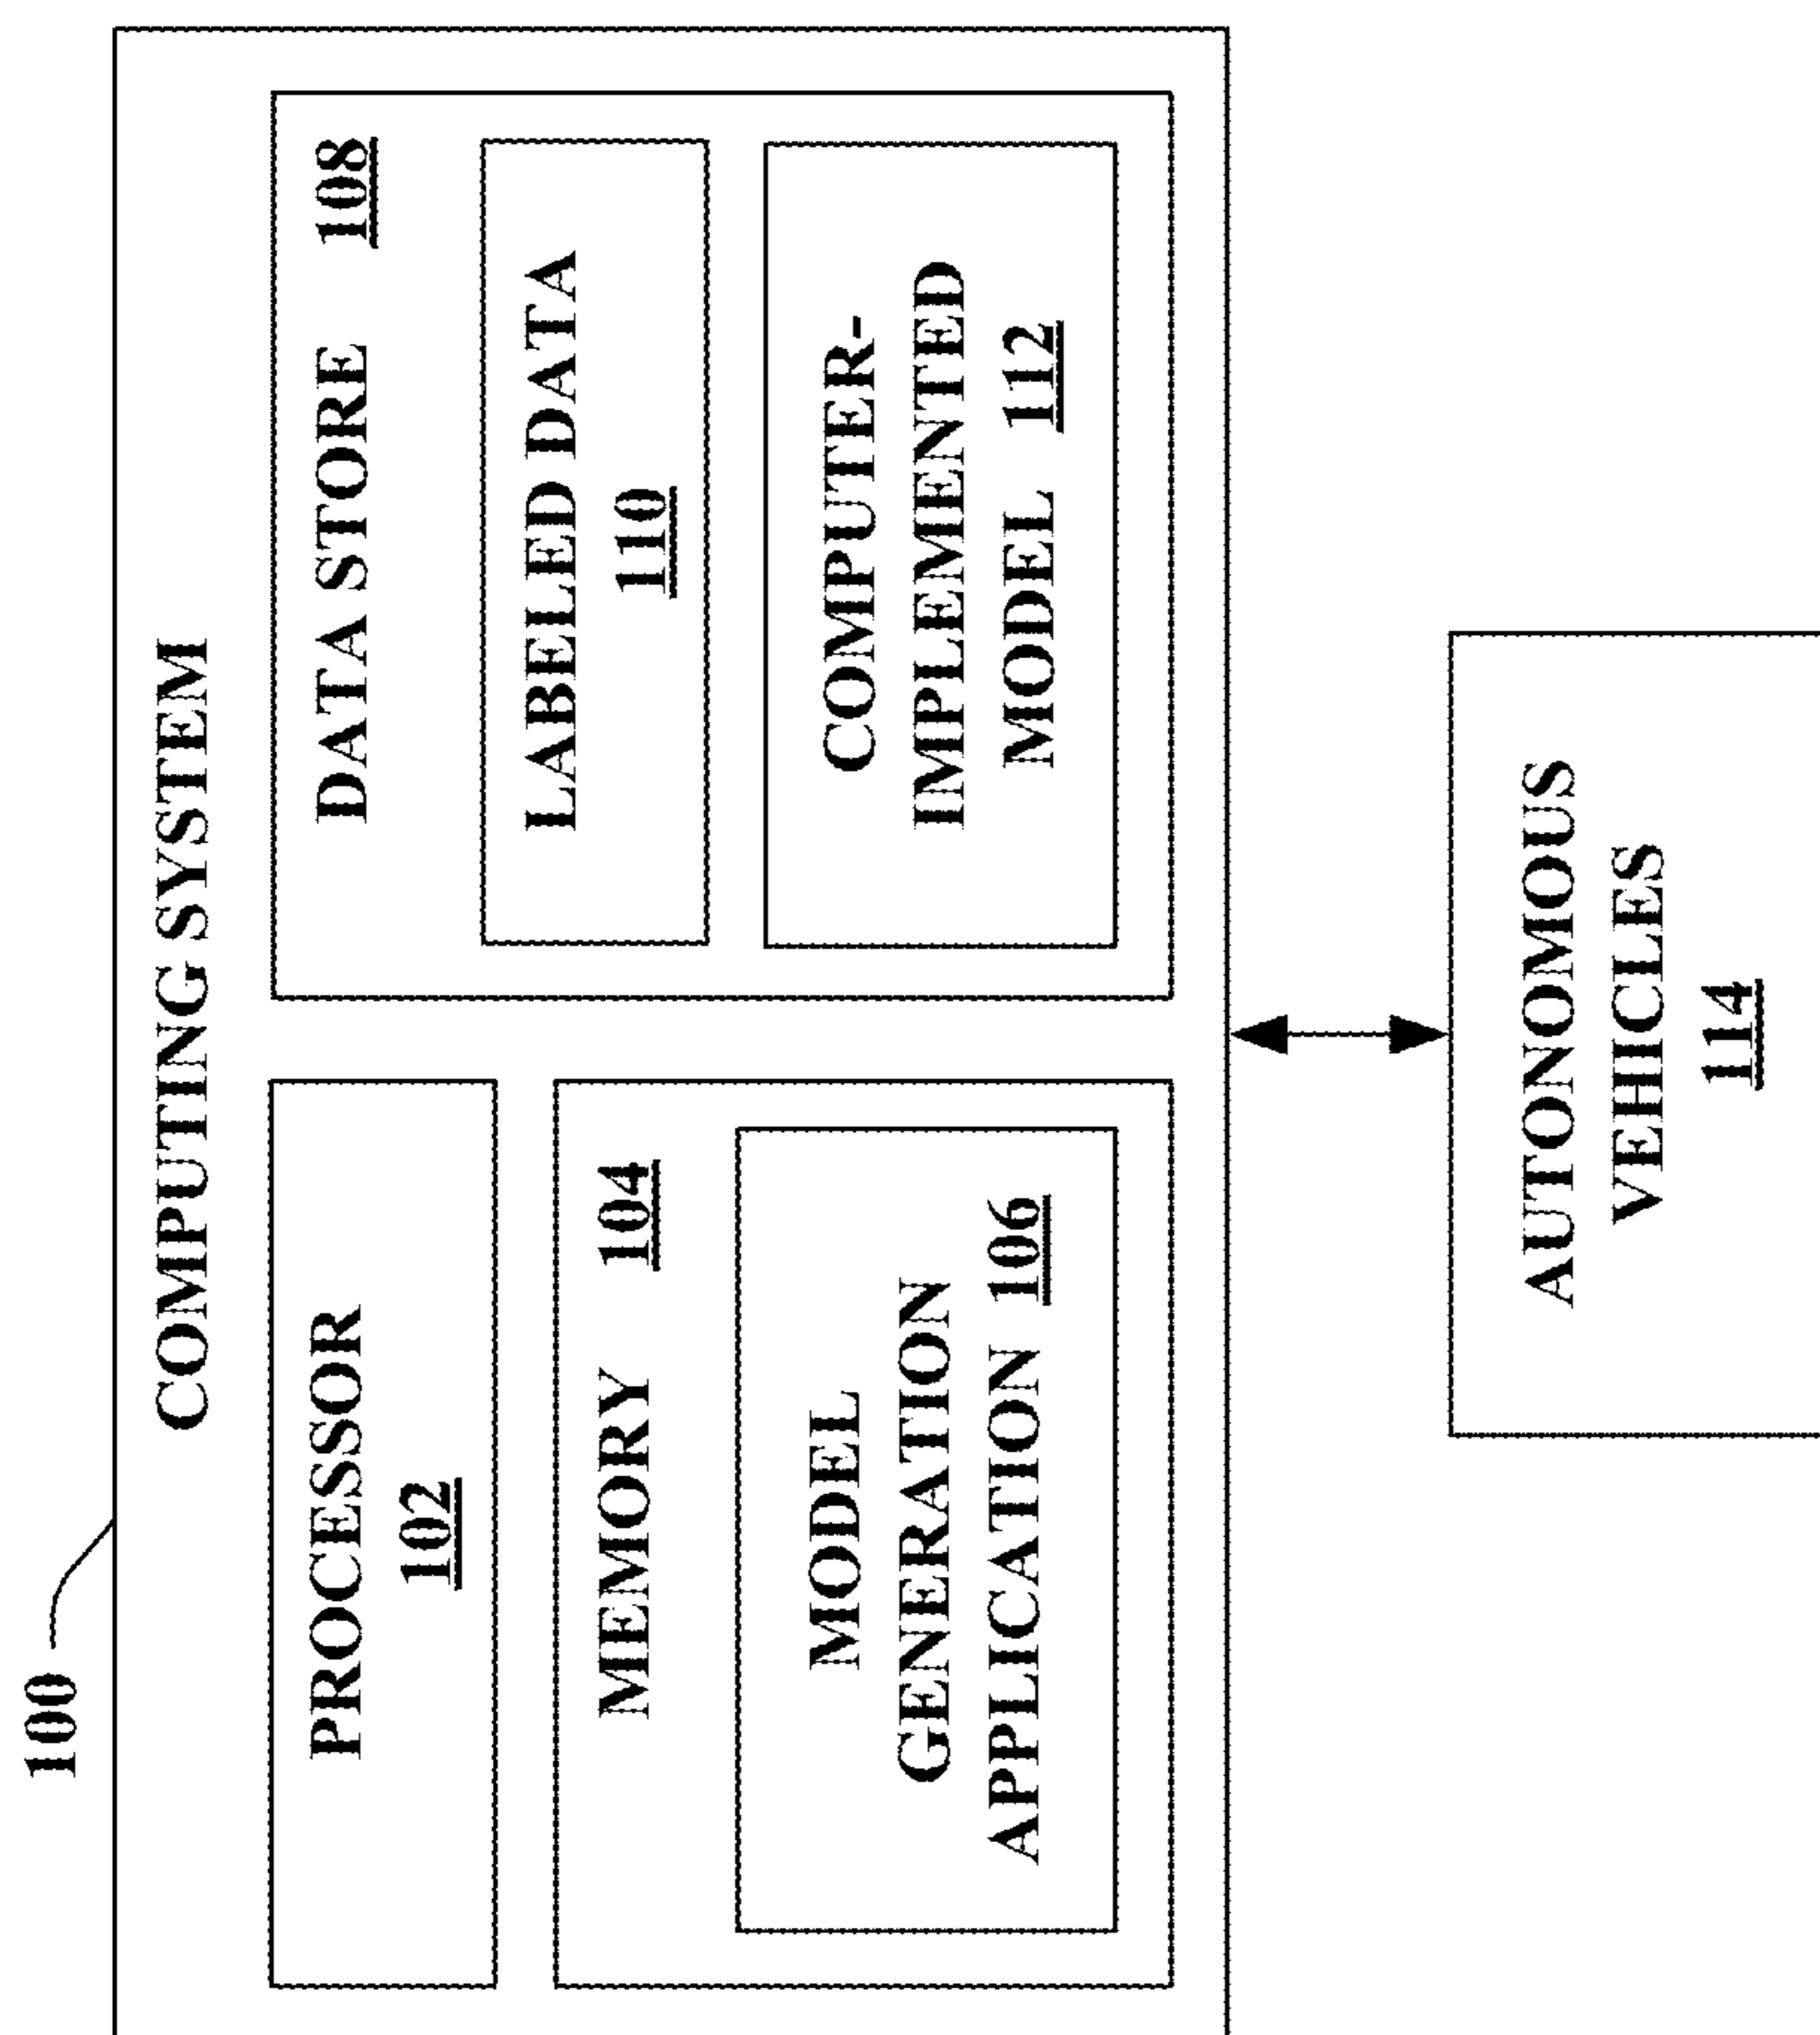 100
COMPUTING SYSTEM
PROCESSOR
102
MEMORY 104
MODEL
GENERATION
APPLICATION 106
DATA STORE 108
LABELED DATA
110
COMPUTER-
IMPLEMENTED
MODEL 112
AUTONOMOUS
VEHICLES
114